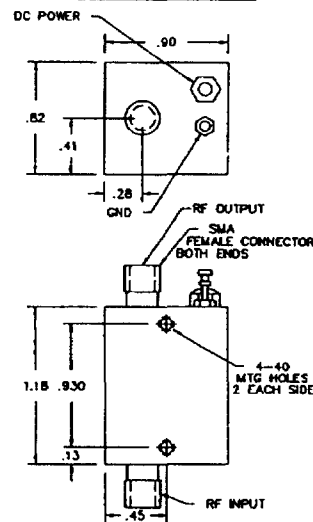 DC POWER
.90
.82
.41
.28
GND
RF OUTPUT
SMA
FEMALE CONNECTOR
BOTH ENDS
4-40
MTG HOLES
2 EACH SIDE
1.18
.930
.13
.45
RF INPUT